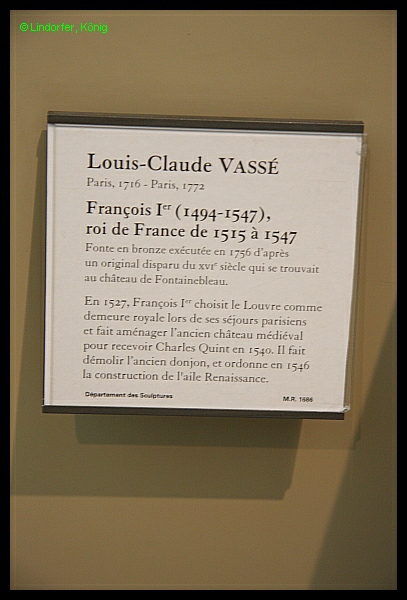 © Lindorfer, König
Louis-Claude VASSÉ
Paris, 1716 - Paris, 1772
François Ier (1494-1547),
roi de France de 1515 à 1547
Fonte en bronze exécutée en 1756 d'après
un original disparu du XVIe siècle qui se trouvait
au château de Fontainebleau.
En 1527, François Ier choisit le Louvre comme
demeure royale lors de ses séjours parisiens
et fait aménager l'ancien château médiéval
pour recevoir Charles Quint en 1540. Il fait
démolir l'ancien donjon, et ordonne en 1546
la construction de l'aile Renaissance.
Département des Sculptures M.R. 1686